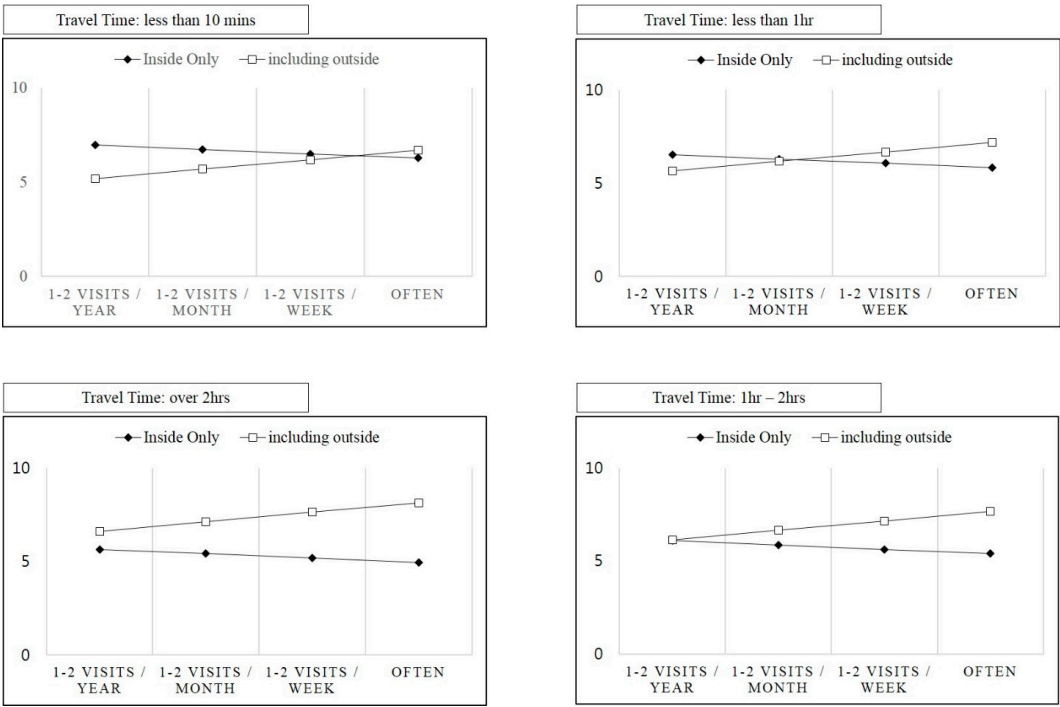 Travel Time: less than 10 mins
Inside Only including outside
10
5
0
1-2 VISITS / YEAR
1-2 VISITS / MONTH
1-2 VISITS / WEEK
OFTEN
Travel Time: less than 1hr
Inside Only including outside
10
5
0
1-2 VISITS / YEAR
1-2 VISITS / MONTH
1-2 VISITS / WEEK
OFTEN
Travel Time: over 2hrs
Inside Only including outside
10
5
0
1-2 VISITS / YEAR
1-2 VISITS / MONTH
1-2 VISITS / WEEK
OFTEN
Travel Time: 1hr – 2hrs
Inside Only including outside
10
5
0
1-2 VISITS / YEAR
1-2 VISITS / MONTH
1-2 VISITS / WEEK
OFTEN